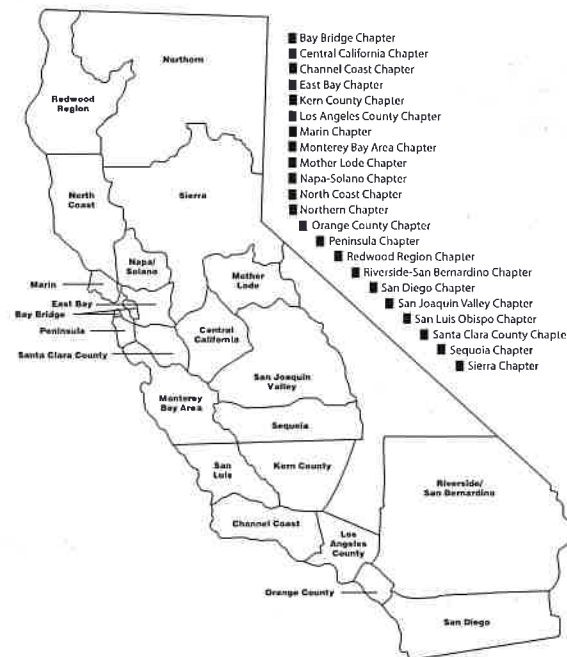 Bay Bridge Chapter
Central California Chapter
Channel Coast Chapter
East Bay Chapter
Kern County Chapter
Los Angeles County Chapter
Marin Chapter
Monterey Bay Area Chapter
Mother Lode Chapter
Napa-Solano Chapter
North Coast Chapter
Northern Chapter
Orange County Chapter
Peninsula Chapter
Redwood Region Chapter
Riverside-San Bernardino Chapter
San Diego Chapter
San Joaquin Valley Chapter
San Luis Obispo Chapter
Santa Clara County Chapte
Sequoia Chapter
Sierra Chapter
Northern
Redwood
Region
North
Coast
Sierra
Napa/
Solano
Marin
East Bay
Bay Bridge
Peninsula
Santa Clara County
Mother
Lode
Central
California
San Joaquin
Valley
Monterey
Bay Area
Sequoia
San
Luis
Kern County
Riverside/
San Bernardino
Channel Coast
Los
Angeles
County
Orange County
San Diego